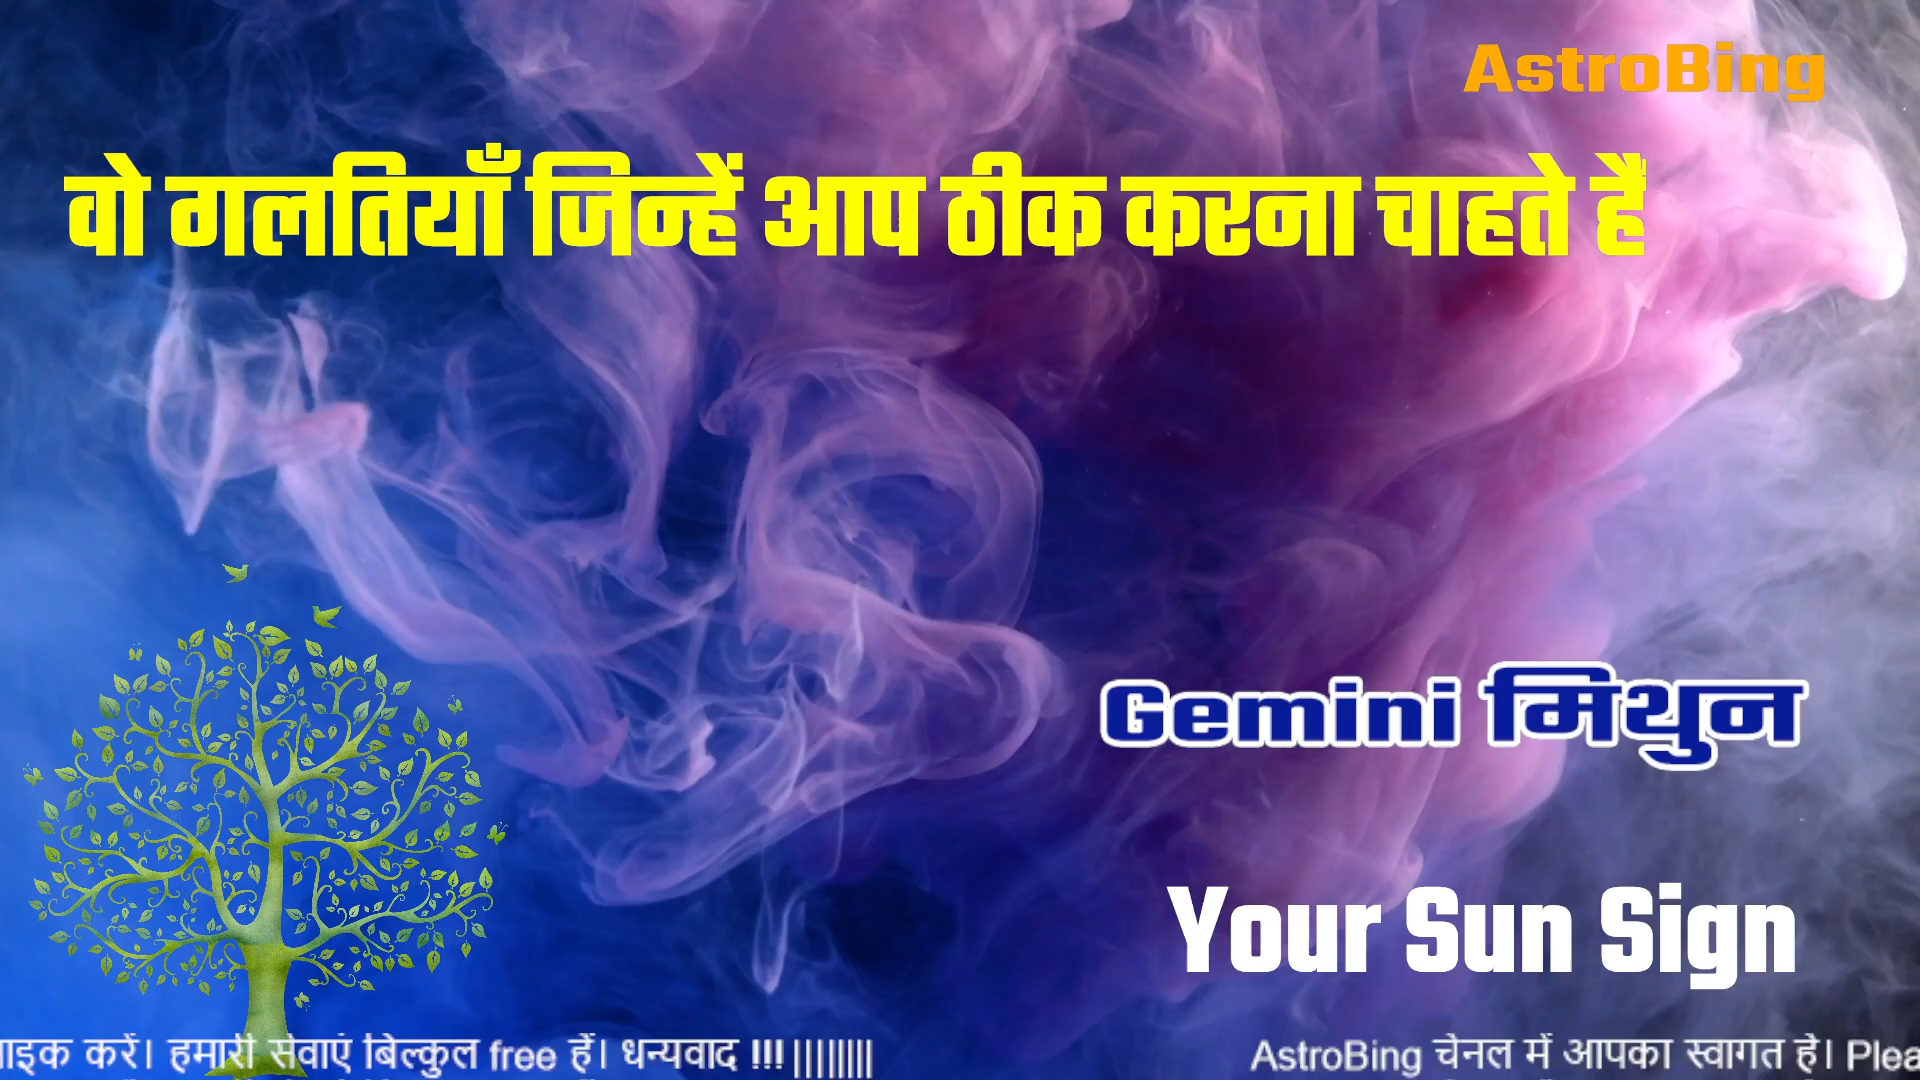 AstroBing
वो गलतियाँ जिन्हें आप ठीक करना चाहते हैं
Gemini मिथुन
Your Sun Sign
करें। हमारी सेवाएं बिल्कुल free हैं। धन्यवाद !!! ||||||||| AstroBing चेनल में आपका स्वागत हे।